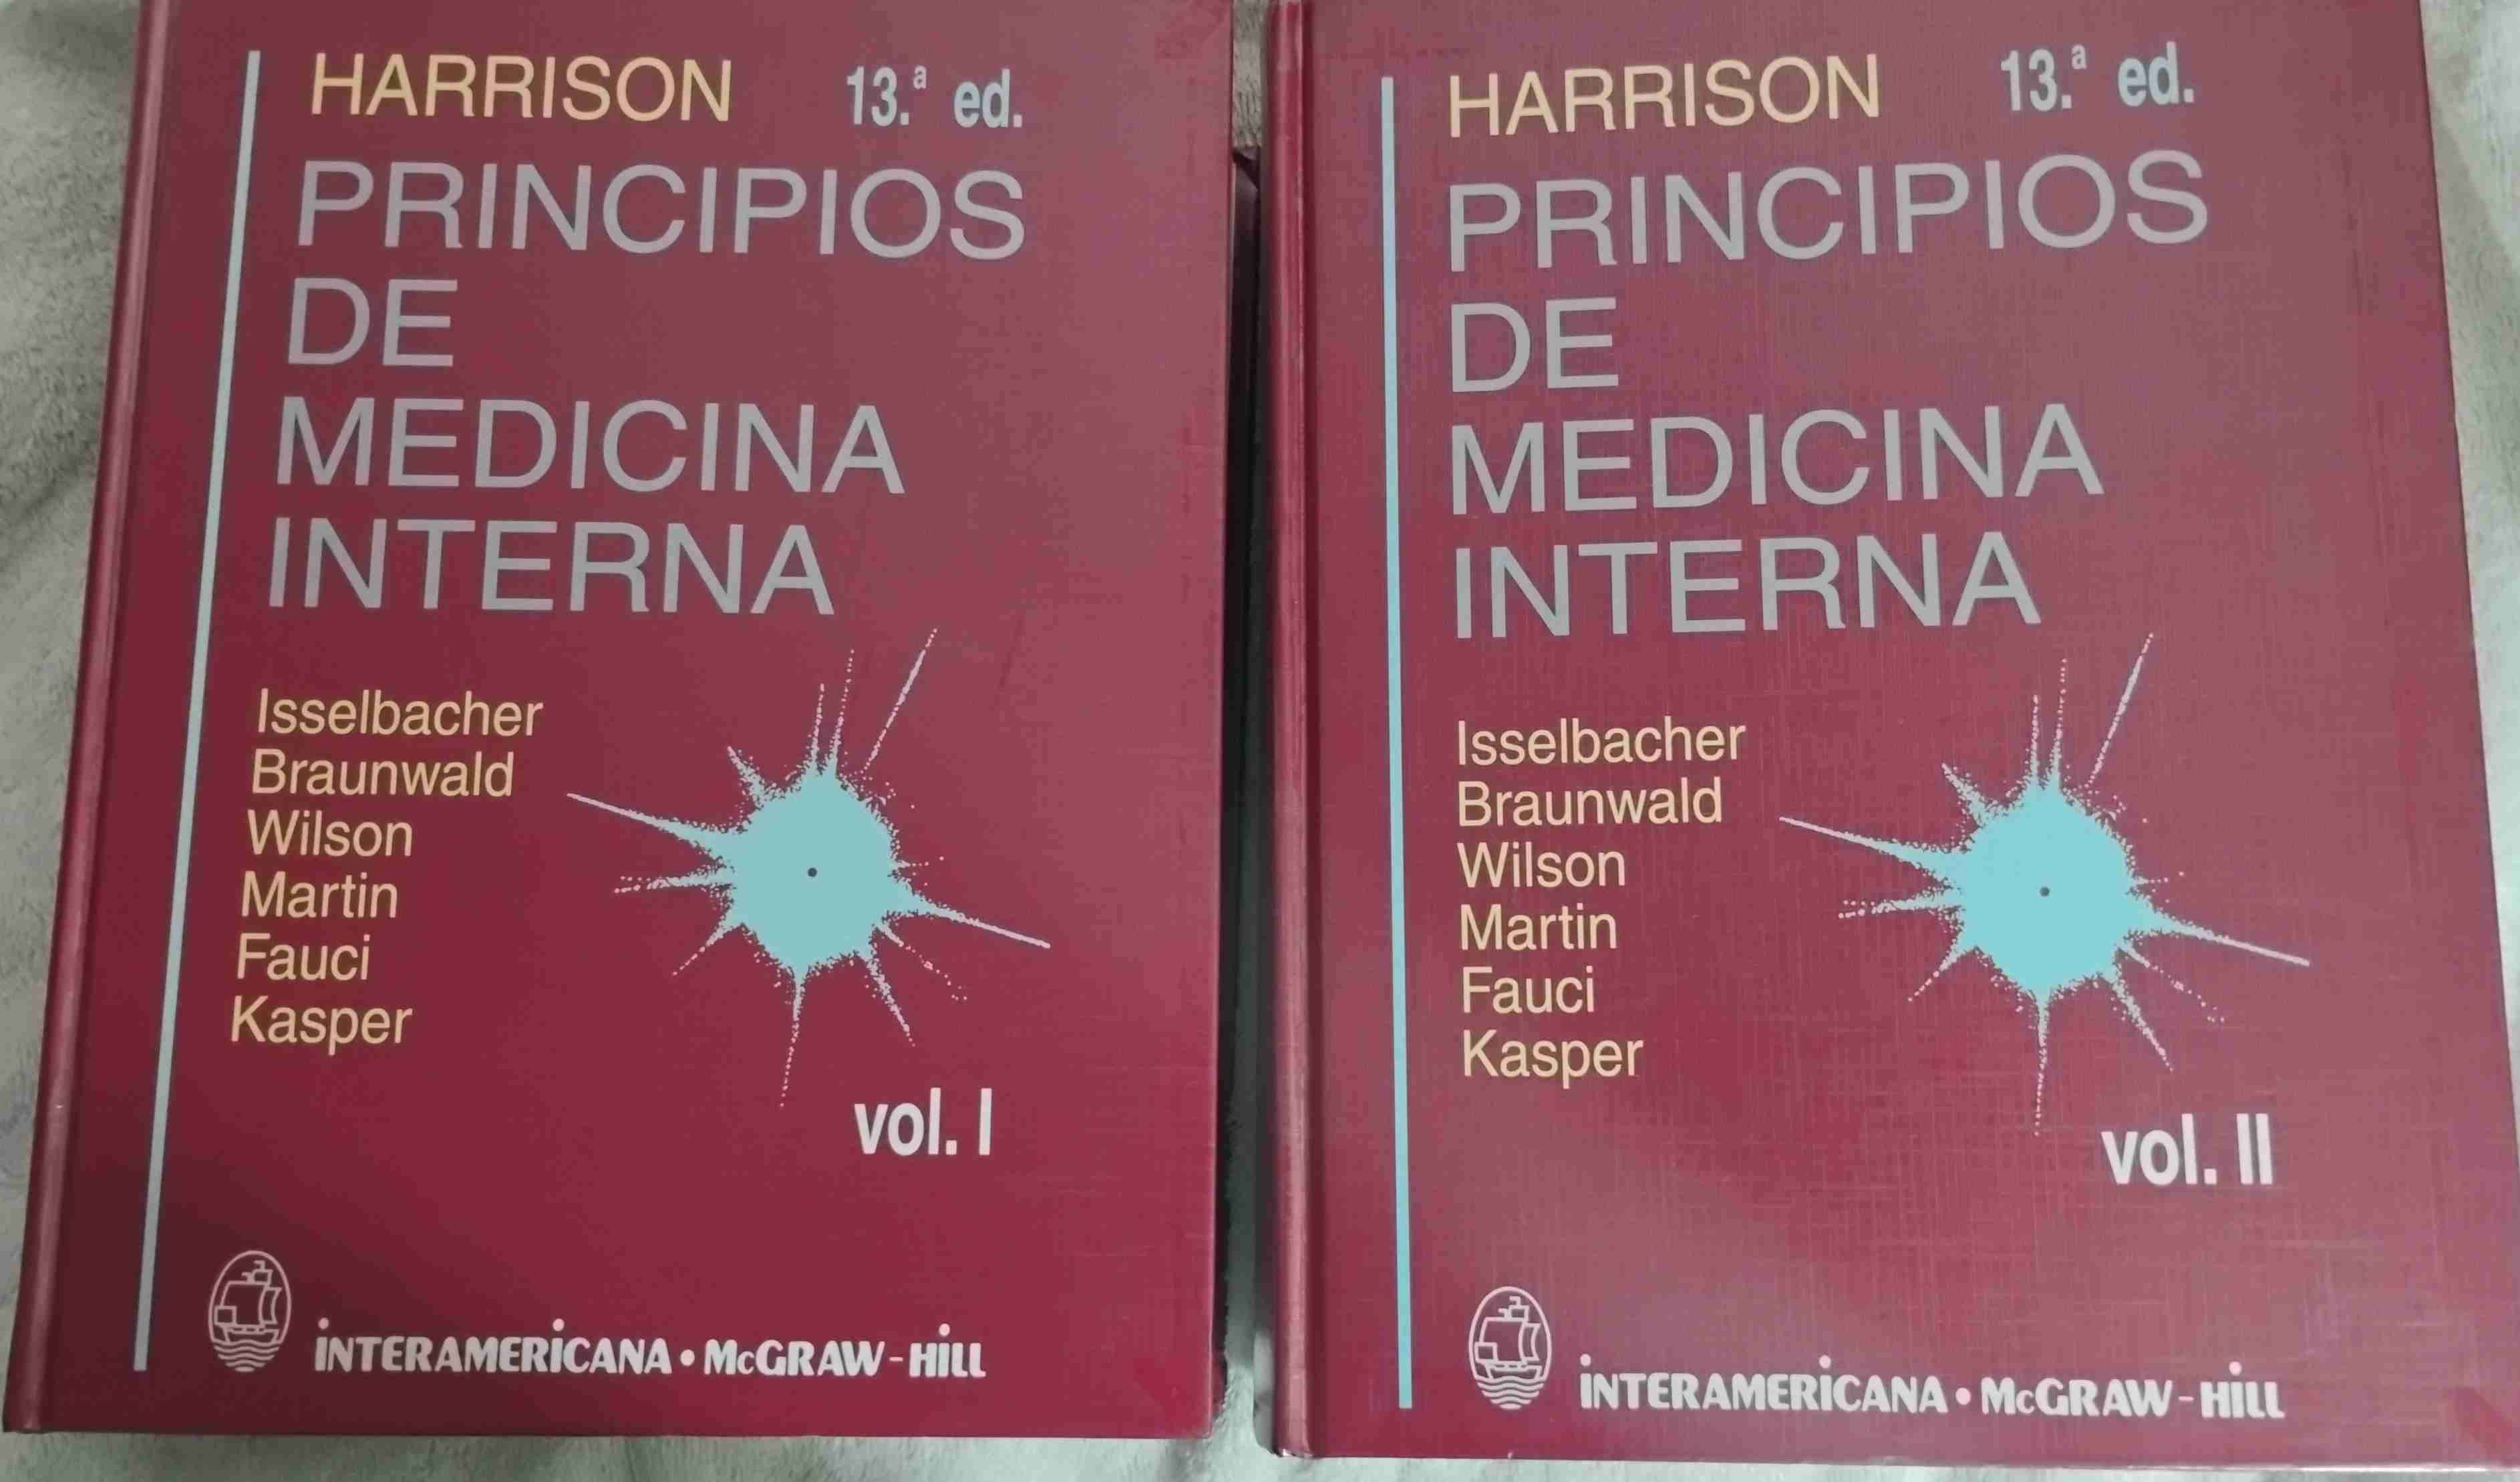 HARRISON 13.ª ed.
PRINCIPIOS
DE
MEDICINA
INTERNA
Isselbacher
Braunwald
Wilson
Martin
Fauci
Kasper
vol. I
INTERAMERICANA • McGRAW-HILL
HARRISON 13.ª ed.
PRINCIPIOS
DE
MEDICINA
INTERNA
Isselbacher
Braunwald
Wilson
Martin
Fauci
Kasper
vol. II
INTERAMERICANA • McGRAW-HILL